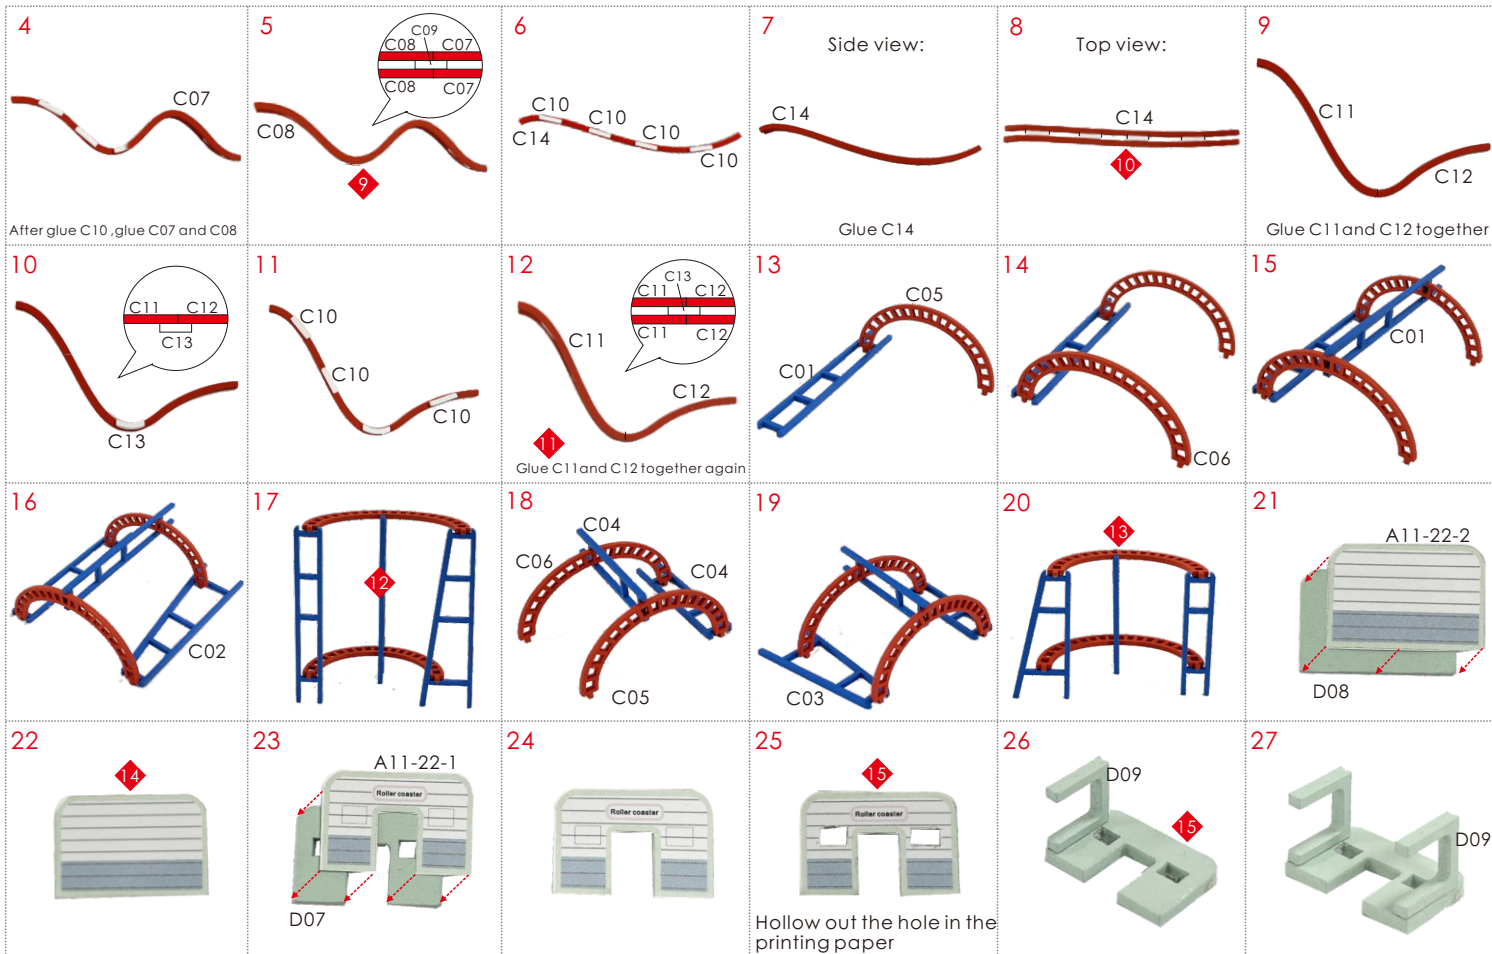 4
C07
After glue C10 ,glue C07 and C08
5
C09
C08
C07
C08
C07
C08
9
6
C10
C10
C14
C10
C10
7
Side view:
C14
Glue C14
8
Top view:
C14
10
9
C11
C12
Glue C11and C12 together
10
C11
C12
C13
C13
11
C10
C10
C10
12
C13
C11
C12
C11
C12
C11
C12
11
Glue C11and C12 together again
13
C05
C01
14
C06
15
C01
16
C02
17
12
18
C04
C06
C04
C05
19
C03
20
13
21
A11-22-2
D08
22
14
23
A11-22-1
Roller coaster
D07
24
Roller coaster
25
15
Roller coaster
Hollow out the hole in the
printing paper
26
D09
15
27
D09